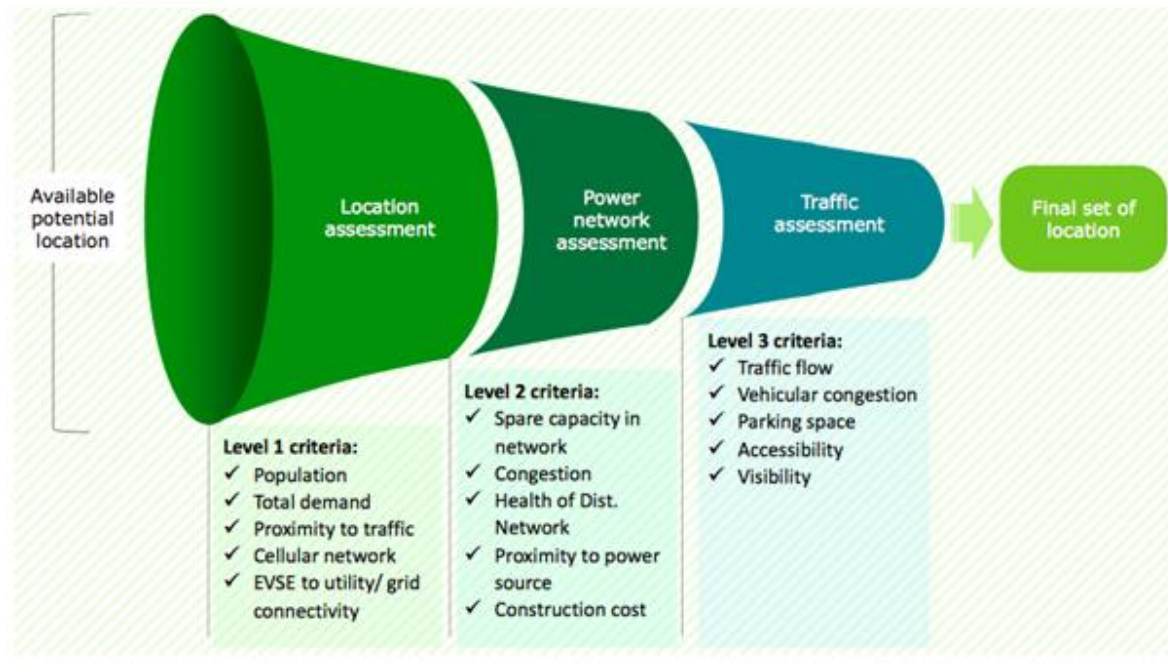 Available
potential
location
Location
assessment
Power
network
assessment
Traffic
assessment
Final set of
location
Level 1 criteria:
✓ Population
✓ Total demand
✓ Proximity to traffic
✓ Cellular network
✓ EVSE to utility/ grid
connectivity
Level 2 criteria:
✓ Spare capacity in
network
✓ Congestion
✓ Health of Dist.
Network
✓ Proximity to power
source
✓ Construction cost
Level 3 criteria:
✓ Traffic flow
✓ Vehicular congestion
✓ Parking space
✓ Accessibility
✓ Visibility